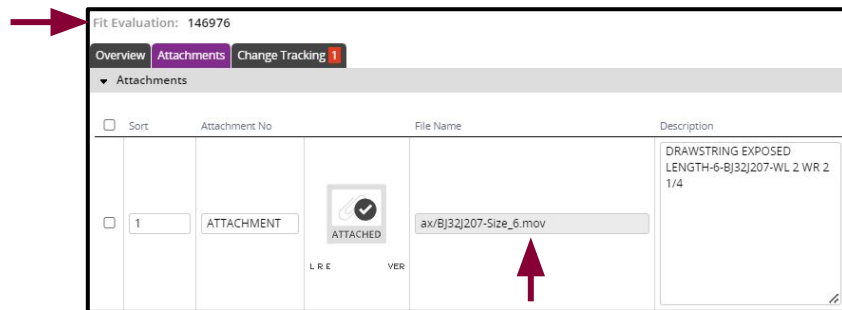 Fit Evaluation: 146976
Overview Attachments Change Tracking 1
Attachments
Sort Attachment No File Name Description
1 ATTACHMENT ATTACHED ax/BJ32J207-Size_6.mov DRAWSTRING EXPOSED
LENGTH-6-BJ32J207-WL 2 WR 2
1/4
L R E VER